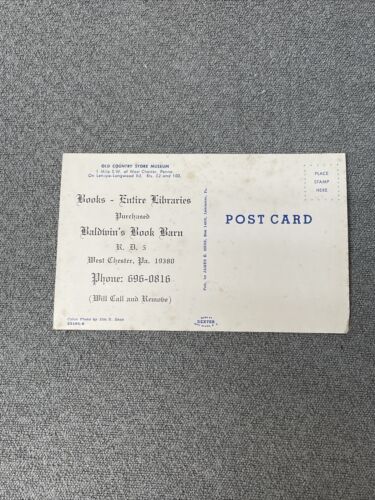 OLD COUNTRY STORE MUSEUM
1 Mile S.W. of West Chester, Penna.
On Lenape-Longwood Rd. Rts. 52 and 100.
Books - Entire Libraries
Purchased
Baldwin's Book Barn
R. D. 5
West Chester, Pa. 19380
Phone: 696-0816
(Will Call and Remove)
Color Photo by Jim E. Hess
POST CARD
PLACE
STAMP
HERE
DEXTER